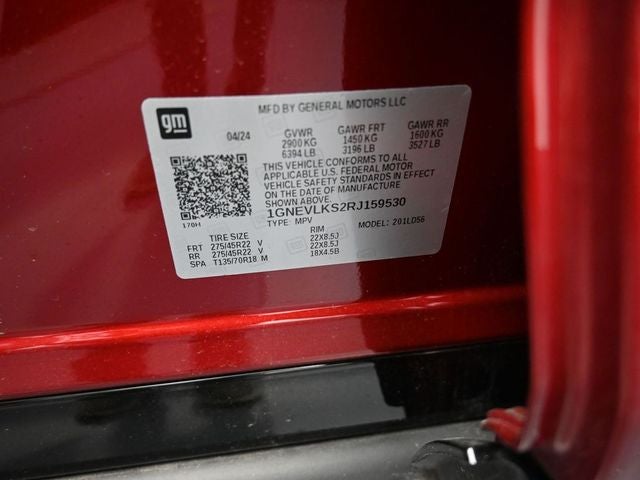 gm
MFD BY GENERAL MOTORS LLC
04/24 GVWR GAWR FRT GAWR RR
2900 KG 1450 KG 1600 KG
6394 LB 3196 LB 3527 LB
THIS VEHICLE CONFORMS TO ALL
APPLICABLE U.S. FEDERAL MOTOR
VEHICLE SAFETY STANDARDS IN EFFECT
ON THE DATE OF MANUFACTURE
SHOWN ABOVE.
1GNEVLKS2RJ159530
170H TYPE: MPV MODEL: 201LD56
TIRE SIZE RIM
FRT 275/45R22 V 22X8.5J
RR 275/45R22 V 22X8.5J
SPA T135/70R18 M 18X4.5B